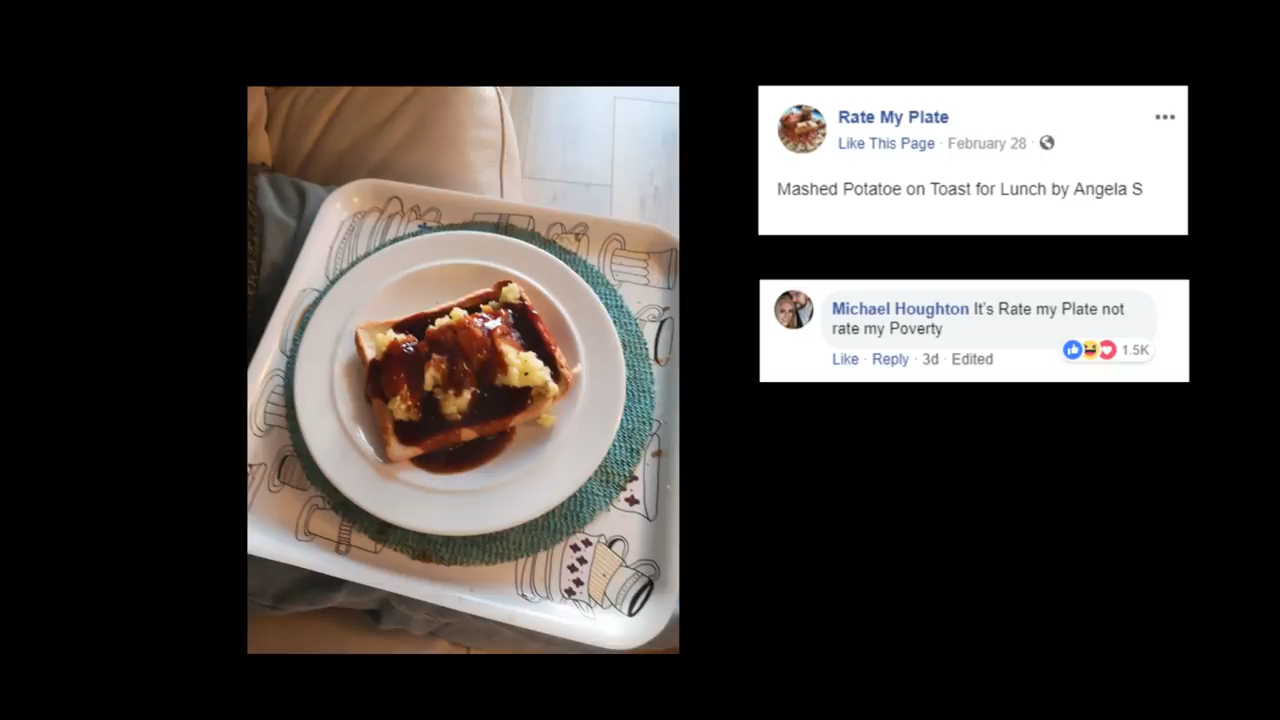 Rate My Plate
Like This Page · February 28 ·
Mashed Potatoe on Toast for Lunch by Angela S
Michael Houghton It's Rate my Plate not
rate my Poverty
Like · Reply · 3d · Edited
1.5K